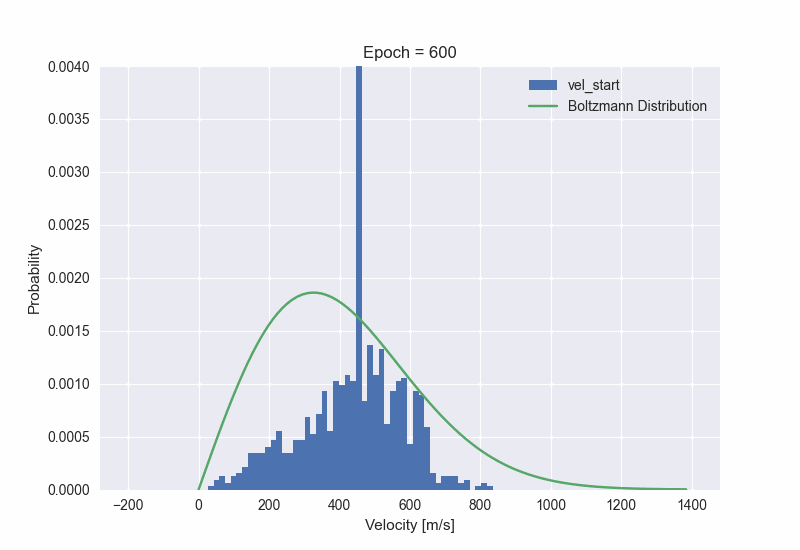 Epoch = 600
vel_start
Boltzmann Distribution
0.0040
0.0035
0.0030
0.0025
0.0020
0.0015
0.0010
0.0005
0.0000
Probability
−200 0 200 400 600 800 1000 1200 1400
Velocity [m/s]